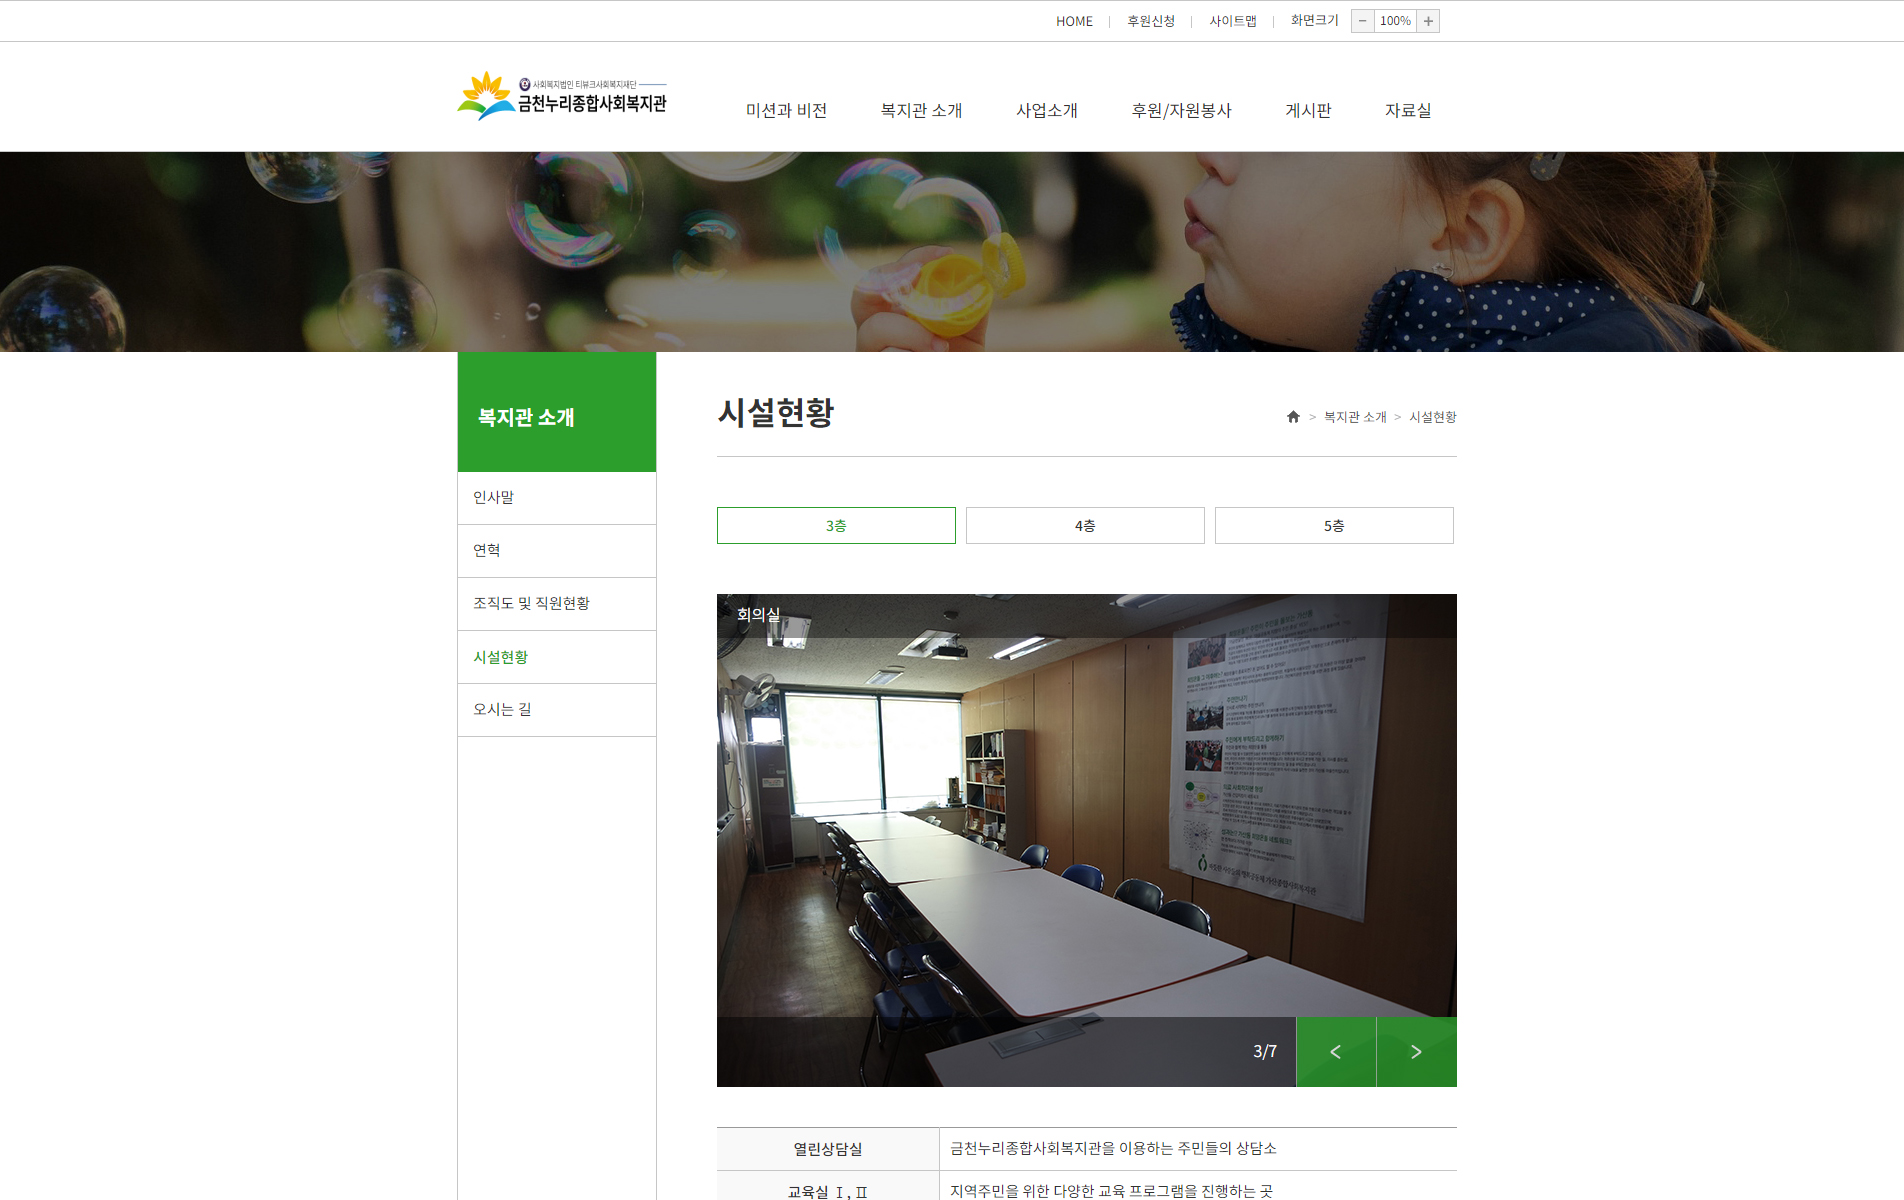 HOME
후원신청
사이트맵
화면크기
- 100% +
사회복지법인 티뷰크사회복지재단
금천누리종합사회복지관
미션과 비전
복지관 소개
사업소개
후원/자원봉사
게시판
자료실
복지관 소개
인사말
연혁
조직도 및 직원현황
시설현황
오시는 길
시설현황
> 복지관 소개 > 시설현황
3층
4층
5층
회의실
3/7
< >
열린상담실
금천누리종합사회복지관을 이용하는 주민들의 상담소
교육실 Ⅰ, Ⅱ
지역주민을 위한 다양한 교육 프로그램을 진행하는 곳